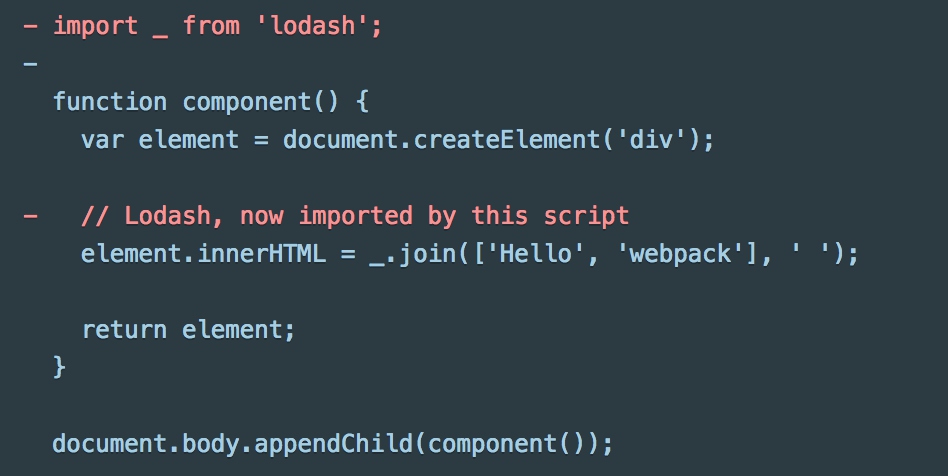 - import _ from 'lodash';
-
  function component() {
    var element = document.createElement('div');

-   // Lodash, now imported by this script
    element.innerHTML = _.join(['Hello', 'webpack'], ' ');

    return element;
  }

  document.body.appendChild(component());